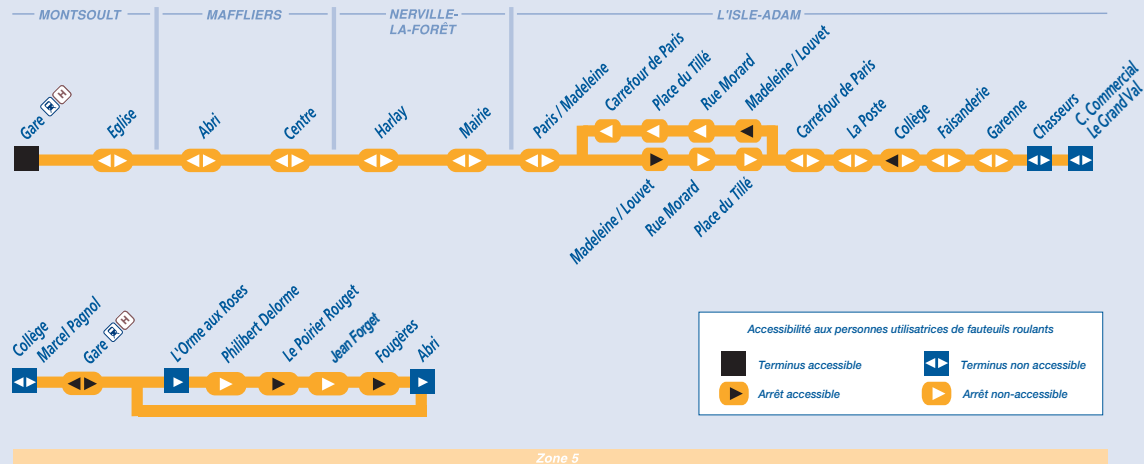 MONTSOULT
MAFFLIERS
NERVILLE-
LA-FORÊT
L'ISLE-ADAM
Gare H
Eglise
Abri
Centre
Harlay
Mairie
Paris / Madeleine
Carrefour de Paris
Place du Tillé
Rue Morard
Madeleine / Louvet
Madeleine / Louvet
Rue Morard
Place du Tillé
Carrefour de Paris
La Poste
Collège
Faisanderie
Garenne
Chasseurs
C. Commercial
Le Grand Val
Collège
Marcel Pagnol
Gare H
L'Orme aux Roses
Philibert Delorme
Le Poirier Rouget
Jean Forget
Fougères
Abri
Accessibilité aux personnes utilisatrices de fauteuils roulants
Terminus accessible
Terminus non accessible
Arrêt accessible
Arrêt non-accessible
Zone 5